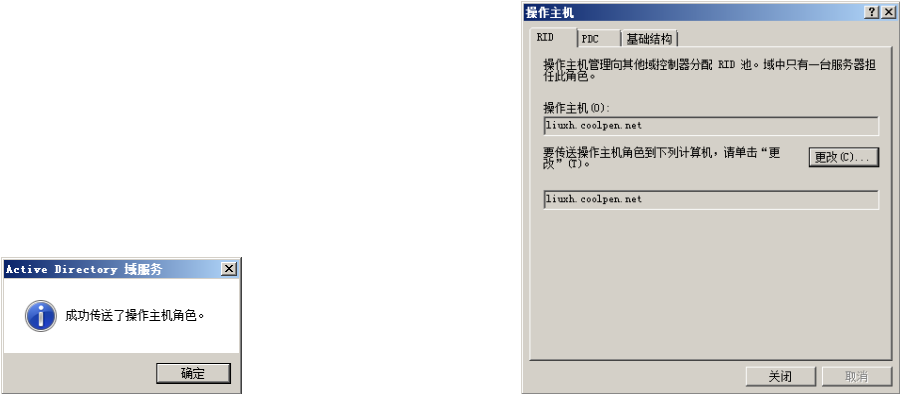 Active Directory 域服务
成功传送了操作主机角色。
确定
操作主机
RID
PDC
基础结构
操作主机管理向其他域控制器分配 RID 池。域中只有一台服务器担
任此角色。
操作主机(O):
liuxh.coolpen.net
要传送操作主机角色到下列计算机，请单击“更
改”(T)。
更改(C)...
liuxh.coolpen.net
关闭
取消